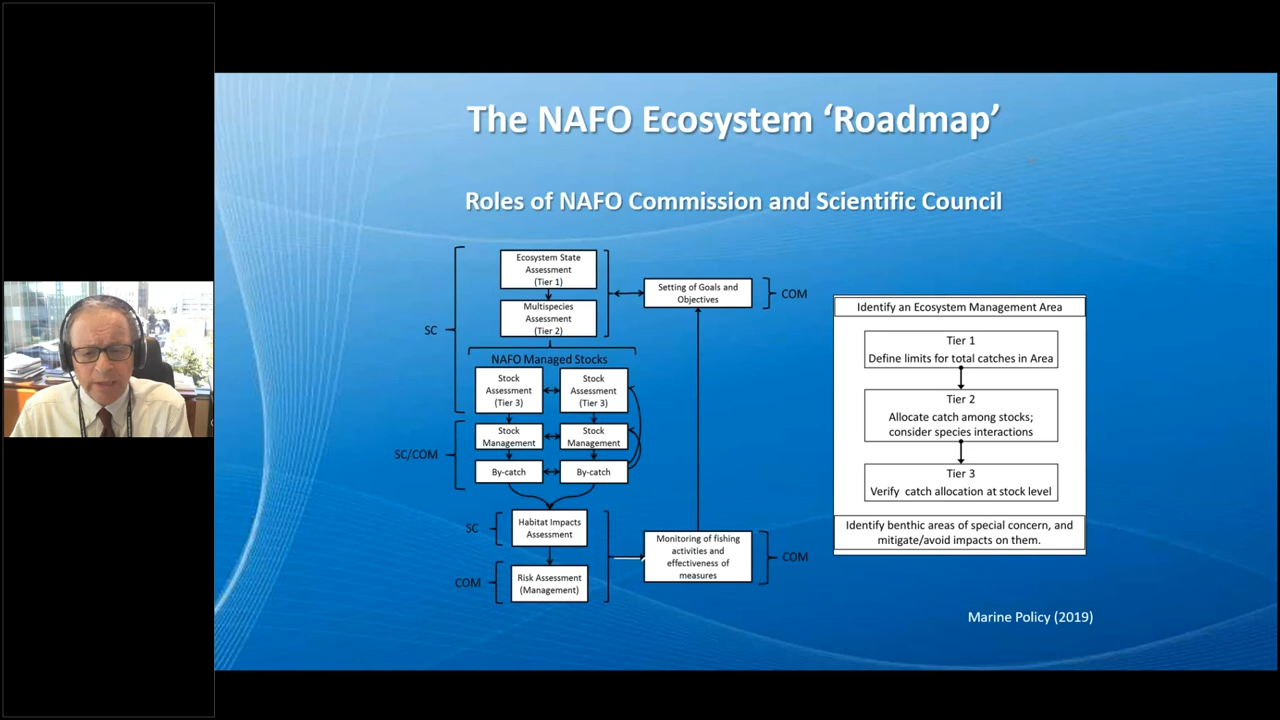 The NAFO Ecosystem ‘Roadmap’
Roles of NAFO Commission and Scientific Council
Ecosystem State
Assessment
(Tier 1)
Multispecies
Assessment
(Tier 2)
SC
NAFO Managed Stocks
Stock
Assessment
(Tier 3)
Stock
Assessment
(Tier 3)
Stock
Management
Stock
Management
SC/COM
By-catch
By-catch
SC
Habitat Impacts
Assessment
COM
Risk Assessment
(Management)
Setting of Goals and
Objectives
COM
Monitoring of fishing
activities and
effectiveness of
measures
COM
Identify an Ecosystem Management Area
Tier 1
Define limits for total catches in Area
Tier 2
Allocate catch among stocks;
consider species interactions
Tier 3
Verify catch allocation at stock level
Identify benthic areas of special concern, and
mitigate/avoid impacts on them.
Marine Policy (2019)